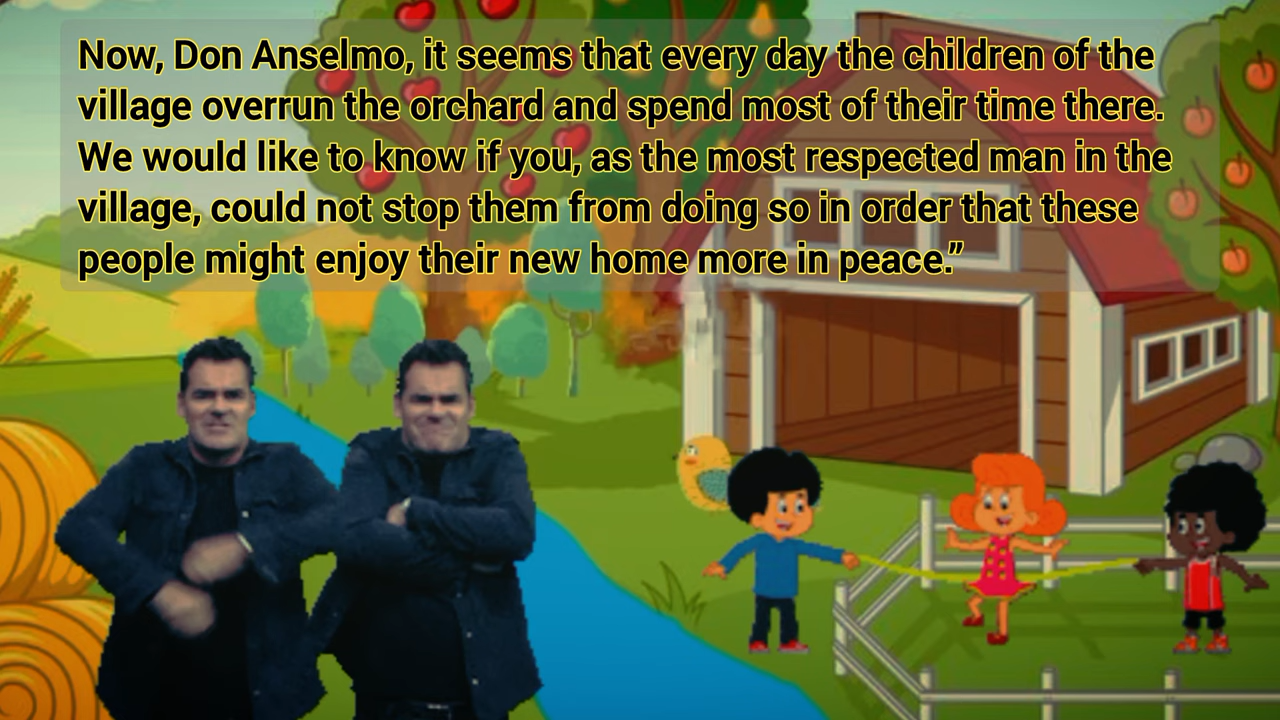 Now, Don Anselmo, it seems that every day the children of the
village overrun the orchard and spend most of their time there.
We would like to know if you, as the most respected man in the
village, could not stop them from doing so in order that these
people might enjoy their new home more in peace.”